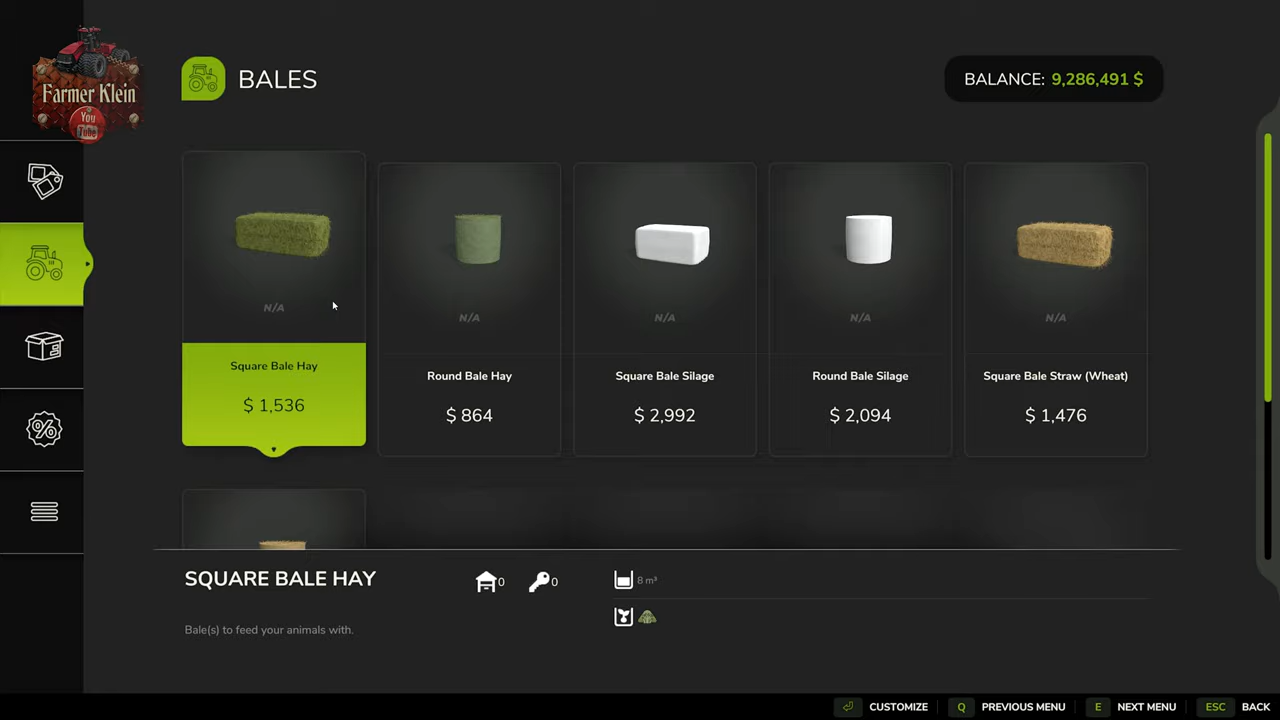 Farmer Klein
You
Tube
BALES
BALANCE: 9,286,491 $
N/A
N/A
N/A
N/A
N/A
Square Bale Hay
$ 1,536
Round Bale Hay
$ 864
Square Bale Silage
$ 2,992
Round Bale Silage
$ 2,094
Square Bale Straw (Wheat)
$ 1,476
SQUARE BALE HAY
0
0
8 m³
Bale(s) to feed your animals with.
CUSTOMIZE
Q PREVIOUS MENU
E NEXT MENU
ESC BACK